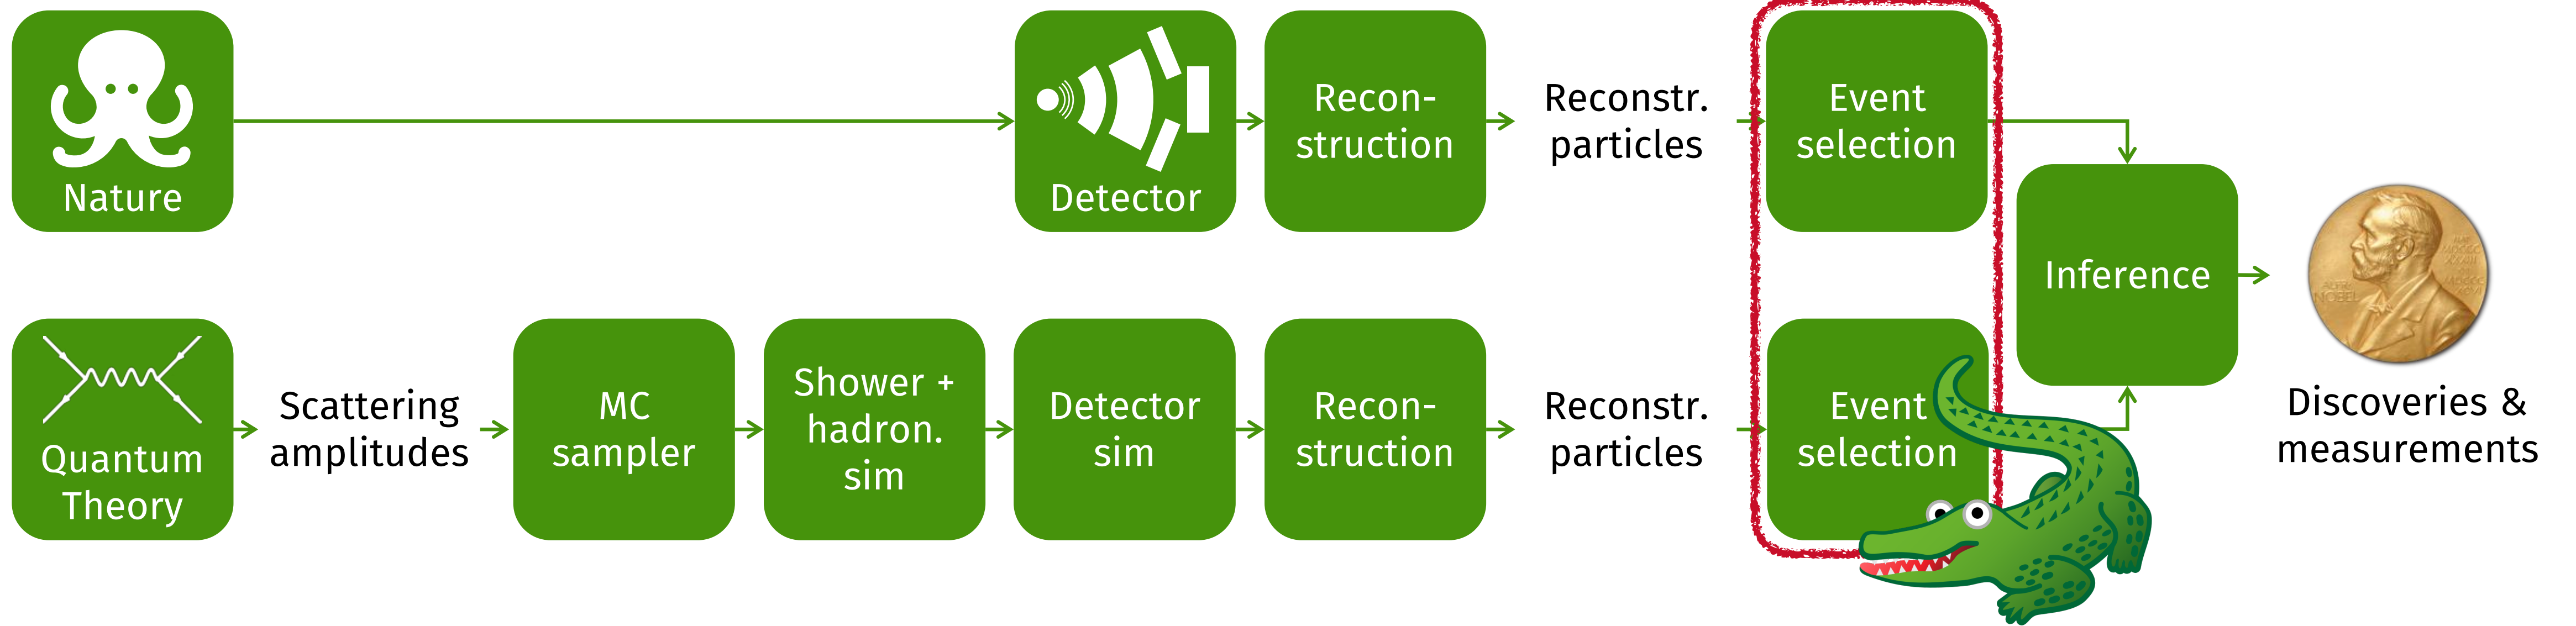 Nature
Detector
Recon-
struction
Reconstr.
particles
Event
selection
Inference
Discoveries &
measurements
Quantum
Theory
Scattering
amplitudes
MC
sampler
Shower +
hadron.
sim
Detector
sim
Recon-
struction
Reconstr.
particles
Event
selection
NOBEL